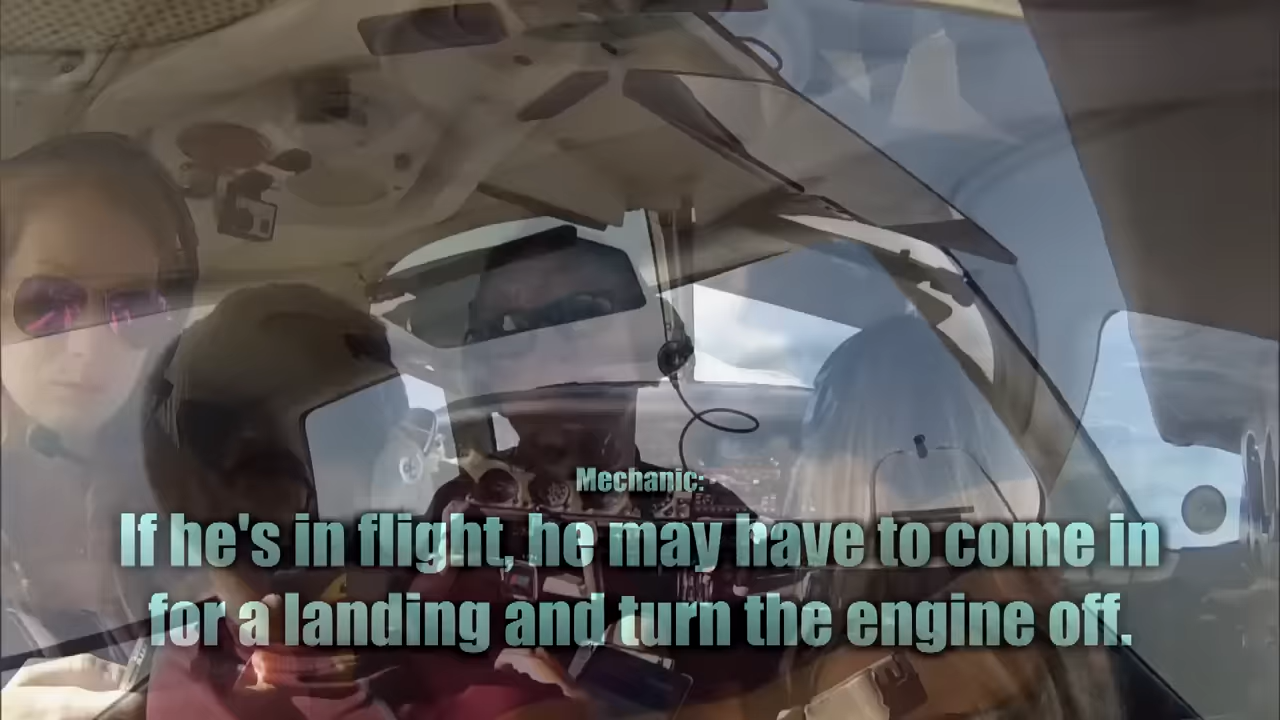 Mechanic:
If he's in flight, he may have to come in
for a landing and turn the engine off.